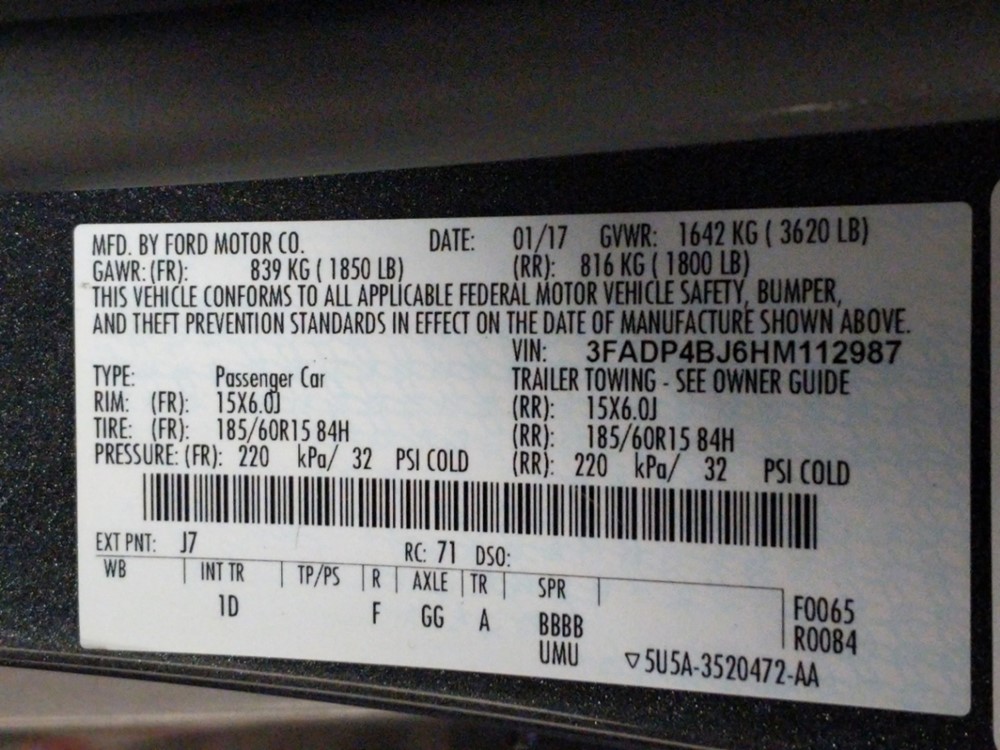 MFD. BY FORD MOTOR CO. DATE: 01/17 GVWR: 1642 KG ( 3620 LB)
GAWR: (FR): 839 KG ( 1850 LB) (RR): 816 KG ( 1800 LB)
THIS VEHICLE CONFORMS TO ALL APPLICABLE FEDERAL MOTOR VEHICLE SAFETY, BUMPER,
AND THEFT PREVENTION STANDARDS IN EFFECT ON THE DATE OF MANUFACTURE SHOWN ABOVE.
VIN: 3FADP4BJ6HM112987
TYPE: Passenger Car TRAILER TOWING - SEE OWNER GUIDE
RIM: (FR): 15X6.0J (RR): 15X6.0J
TIRE: (FR): 185/60R15 84H (RR): 185/60R15 84H
PRESSURE: (FR): 220 kPa/ 32 PSI COLD (RR): 220 kPa/ 32 PSI COLD
EXT PNT: J7 RC: 71 DSO:
WB INT TR TP/PS R AXLE TR SPR
1D F GG A BBBB F0065
UMU R0084
▽5U5A-3520472-AA